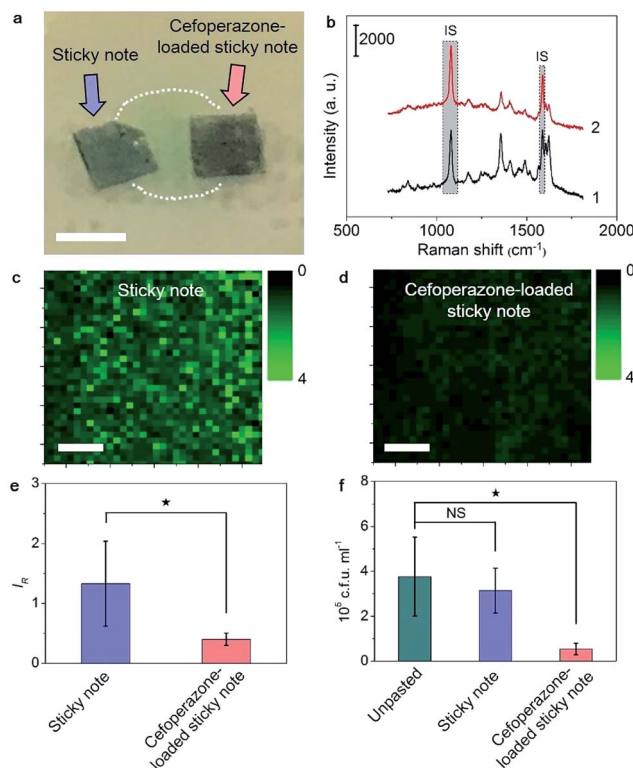 a
Sticky note
Cefoperazone-
loaded sticky note
b
2000
IS
IS
2
1
Intensity (a. u.)
500
1000
1500
2000
Raman shift (cm⁻¹)
c
Sticky note
0
4
d
Cefoperazone-loaded
sticky note
0
4
e
3
2
1
0
I_R
★
Sticky note
Cefoperazone-
loaded sticky note
f
8
6
4
2
0
10⁵ c.f.u. ml⁻¹
★
NS
Unpasted
Sticky note
Cefoperazone-
loaded sticky note